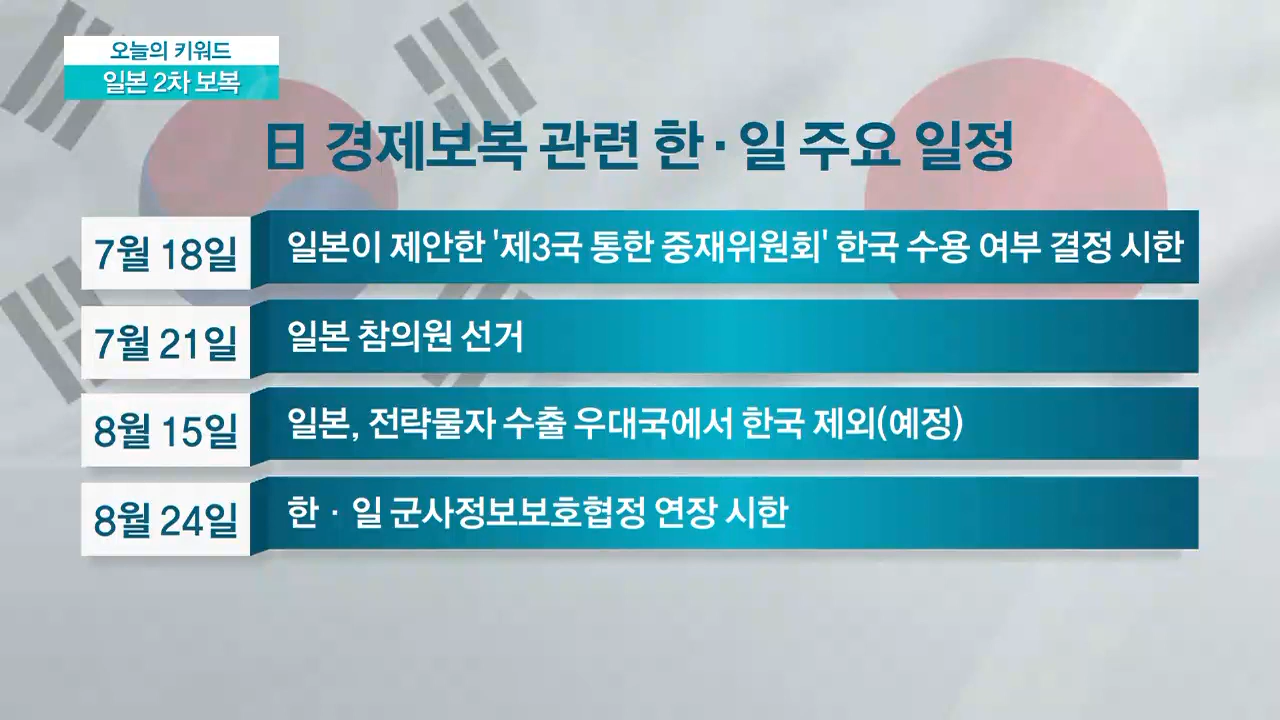 오늘의 키워드
일본 2차 보복
日 경제보복 관련 한·일 주요 일정
7월 18일 일본이 제안한 '제3국 통한 중재위원회' 한국 수용 여부 결정 시한
7월 21일 일본 참의원 선거
8월 15일 일본, 전략물자 수출 우대국에서 한국 제외(예정)
8월 24일 한·일 군사정보보호협정 연장 시한